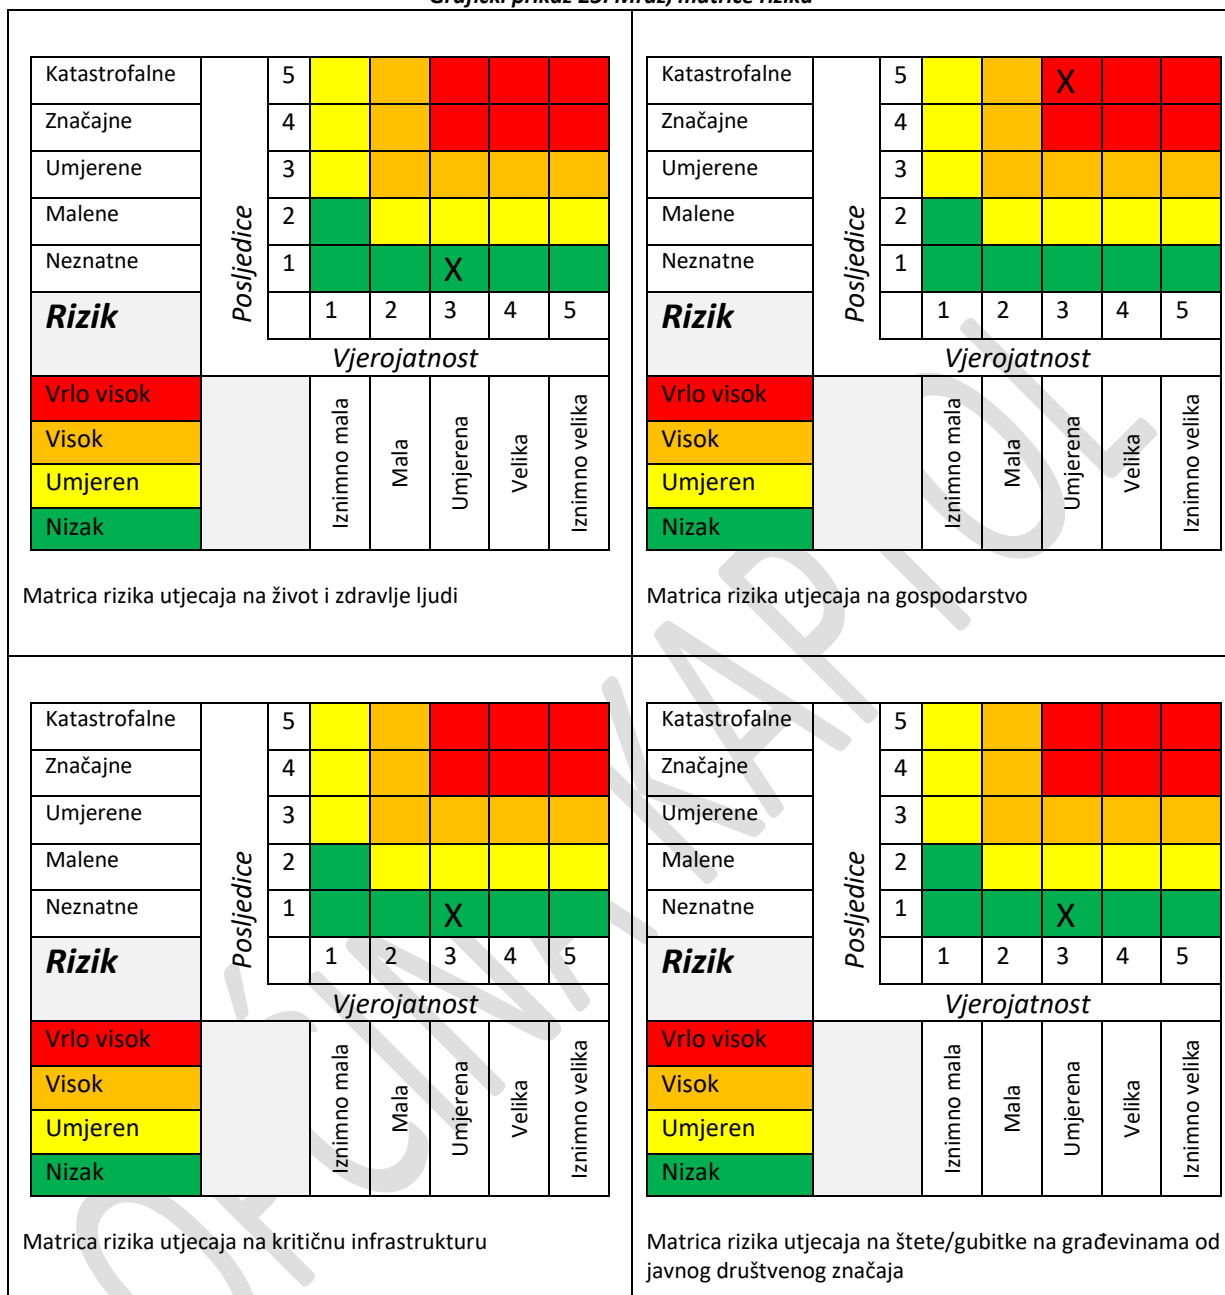 Grafički prikaz 23: Mraz, matrice rizika
Katastrofalne 5
Značajne 4
Umjerene 3
Malene 2
Neznatne 1 X
Posljedice
Rizik 1 2 3 4 5
Vjerojatnost
Vrlo visok
Visok
Umjeren
Nizak
Iznimno mala
Mala
Umjerena
Velika
Iznimno velika
Matrica rizika utjecaja na život i zdravlje ljudi
Katastrofalne 5 X
Značajne 4
Umjerene 3
Malene 2
Neznatne 1
Posljedice
Rizik 1 2 3 4 5
Vjerojatnost
Vrlo visok
Visok
Umjeren
Nizak
Iznimno mala
Mala
Umjerena
Velika
Iznimno velika
Matrica rizika utjecaja na gospodarstvo
Katastrofalne 5
Značajne 4
Umjerene 3
Malene 2
Neznatne 1 X
Posljedice
Rizik 1 2 3 4 5
Vjerojatnost
Vrlo visok
Visok
Umjeren
Nizak
Iznimno mala
Mala
Umjerena
Velika
Iznimno velika
Matrica rizika utjecaja na kritičnu infrastrukturu
Katastrofalne 5
Značajne 4
Umjerene 3
Malene 2
Neznatne 1 X
Posljedice
Rizik 1 2 3 4 5
Vjerojatnost
Vrlo visok
Visok
Umjeren
Nizak
Iznimno mala
Mala
Umjerena
Velika
Iznimno velika
Matrica rizika utjecaja na štete/gubitke na građevinama od
javnog društvenog značaja
OPĆINA KAPTOL